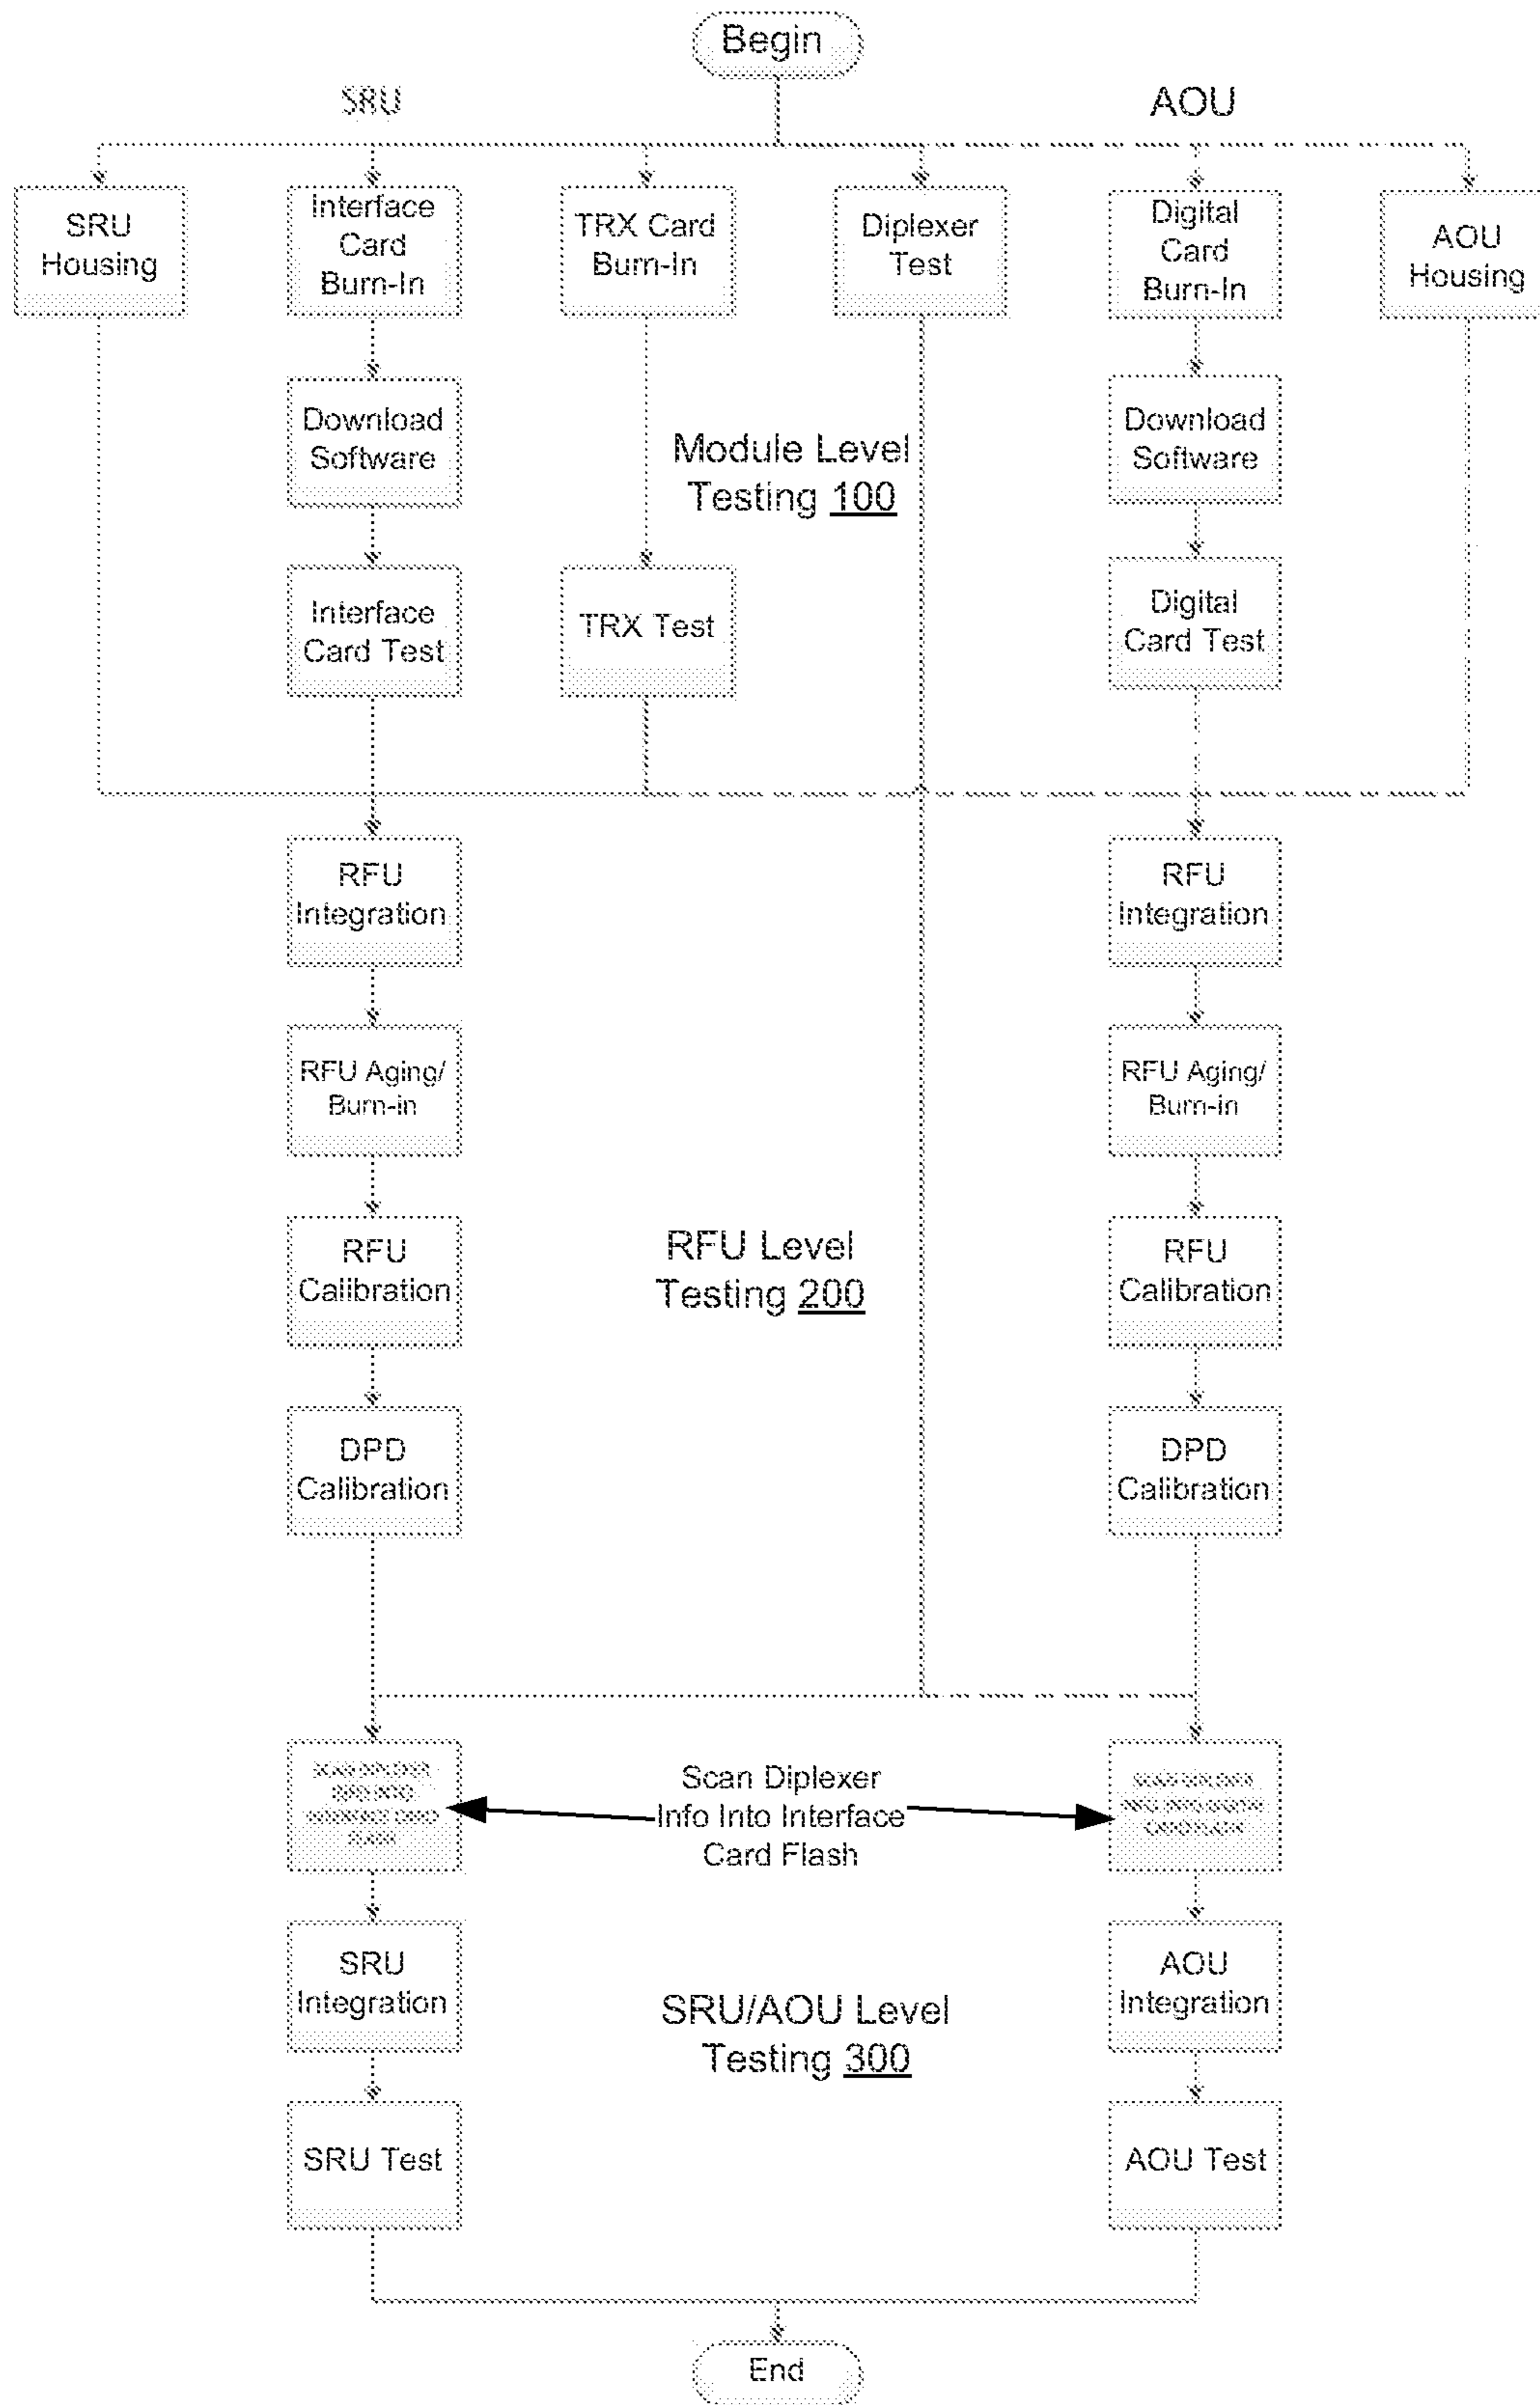 Begin
SRU
AOU
SRU
Housing
Interface
Card
Burn-In
TRX Card
Burn-In
Diplexer
Test
Digital
Card
Burn-In
AOU
Housing
Download
Software
Module Level
Testing 100
Download
Software
Interface
Card Test
TRX Test
Digital
Card Test
RFU
Integration
RFU
Integration
RFU Aging/
Burn-in
RFU Aging/
Burn-in
RFU
Calibration
RFU Level
Testing 200
RFU
Calibration
DPD
Calibration
DPD
Calibration
Scan Diplexer
Info Into Interface
Card Flash
SRU
Integration
SRU/AOU Level
Testing 300
AOU
Integration
SRU Test
AOU Test
End